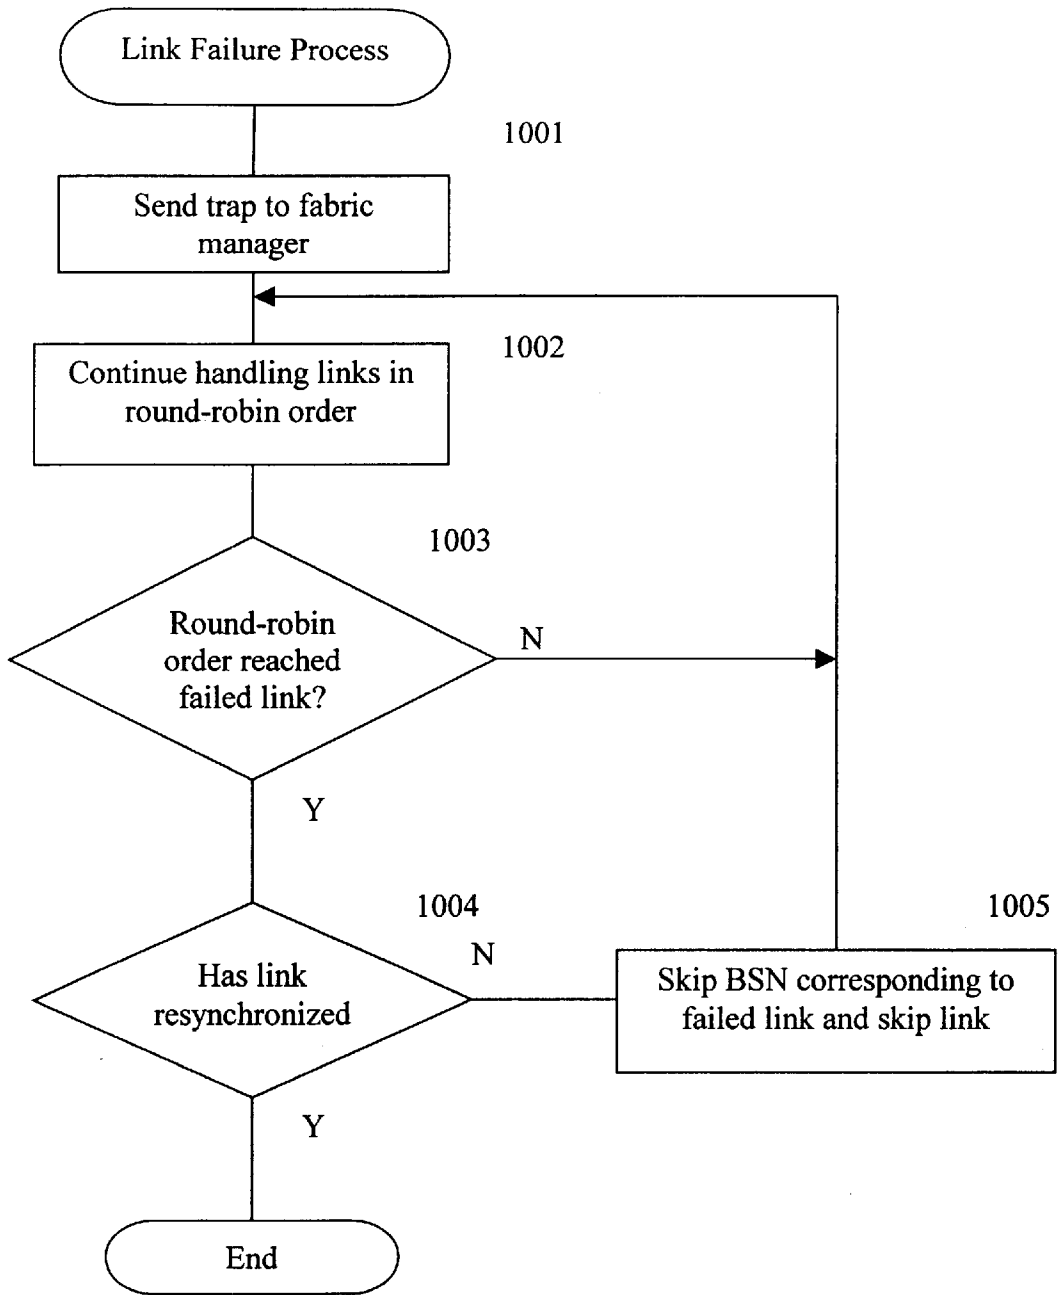 Link Failure Process
1001
Send trap to fabric
manager
1002
Continue handling links in
round-robin order
1003
Round-robin
order reached
failed link?
N
Y
1004
1005
Has link
resynchronized
N
Skip BSN corresponding to
failed link and skip link
Y
End